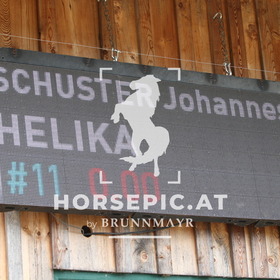 SCHUSTER Johannes
HELIKA
#11 0.00
HORSEPIC.AT
by BRUNNMAYR